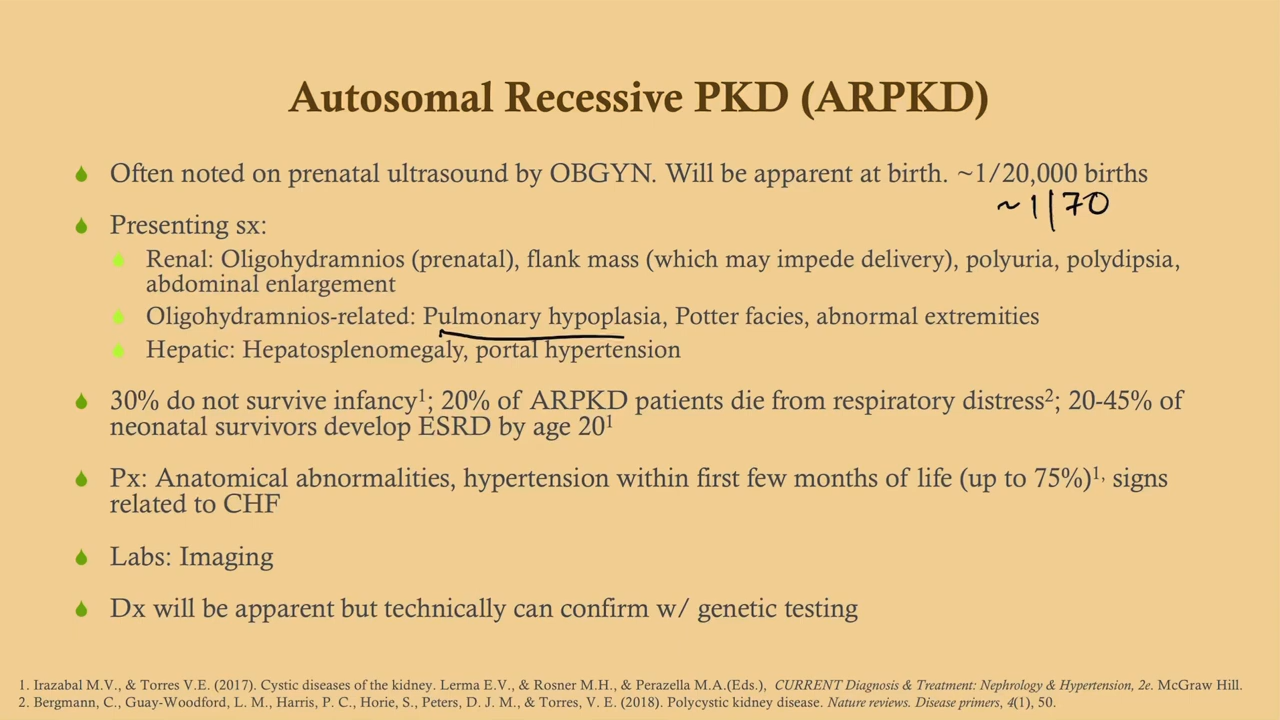 Autosomal Recessive PKD (ARPKD)
Often noted on prenatal ultrasound by OBGYN. Will be apparent at birth. ~1/20,000 births
~1/70
Presenting sx:
Renal: Oligohydramnios (prenatal), flank mass (which may impede delivery), polyuria, polydipsia,
abdominal enlargement
Oligohydramnios-related: Pulmonary hypoplasia, Potter facies, abnormal extremities
Hepatic: Hepatosplenomegaly, portal hypertension
30% do not survive infancy¹; 20% of ARPKD patients die from respiratory distress²; 20-45% of
neonatal survivors develop ESRD by age 20¹
Px: Anatomical abnormalities, hypertension within first few months of life (up to 75%)¹, signs
related to CHF
Labs: Imaging
Dx will be apparent but technically can confirm w/ genetic testing
1. Irazabal M.V., & Torres V.E. (2017). Cystic diseases of the kidney. Lerma E.V., & Rosner M.H., & Perazella M.A.(Eds.), CURRENT Diagnosis & Treatment: Nephrology & Hypertension, 2e. McGraw Hill.
2. Bergmann, C., Guay-Woodford, L. M., Harris, P. C., Horie, S., Peters, D. J. M., & Torres, V. E. (2018). Polycystic kidney disease. Nature reviews. Disease primers, 4(1), 50.